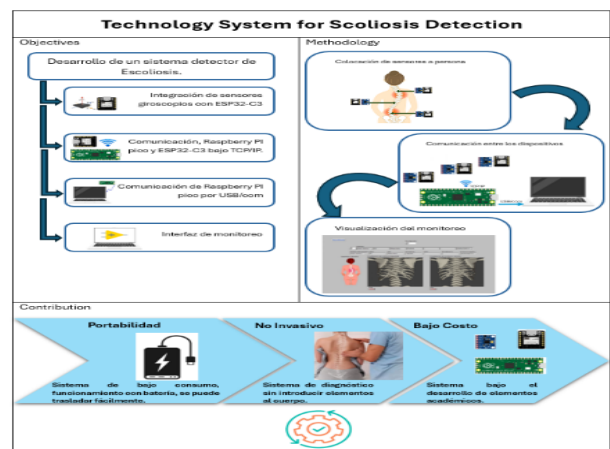 Technology System for Scoliosis Detection
Objectives
Desarrollo de un sistema detector de
Escoliosis.
Integración de sensores
giroscopios con ESP32-C3
Comunicación, Raspberry PI
pico y ESP32-C3 bajo TCP/IP.
Comunicación de Raspberry PI
pico por USB/com
Interfaz de monitoreo
Methodology
Colocación de sensores a persona
Comunicación entre los dispositivos
Visualización del monitoreo
Contribution
Portabilidad
Sistema de bajo consumo,
funcionamiento con batería, se puede
trasladar fácilmente.
No Invasivo
Sistema de diagnóstico
sin introducir elementos
al cuerpo.
Bajo Costo
Sistema bajo el
desarrollo de elementos
académicos.